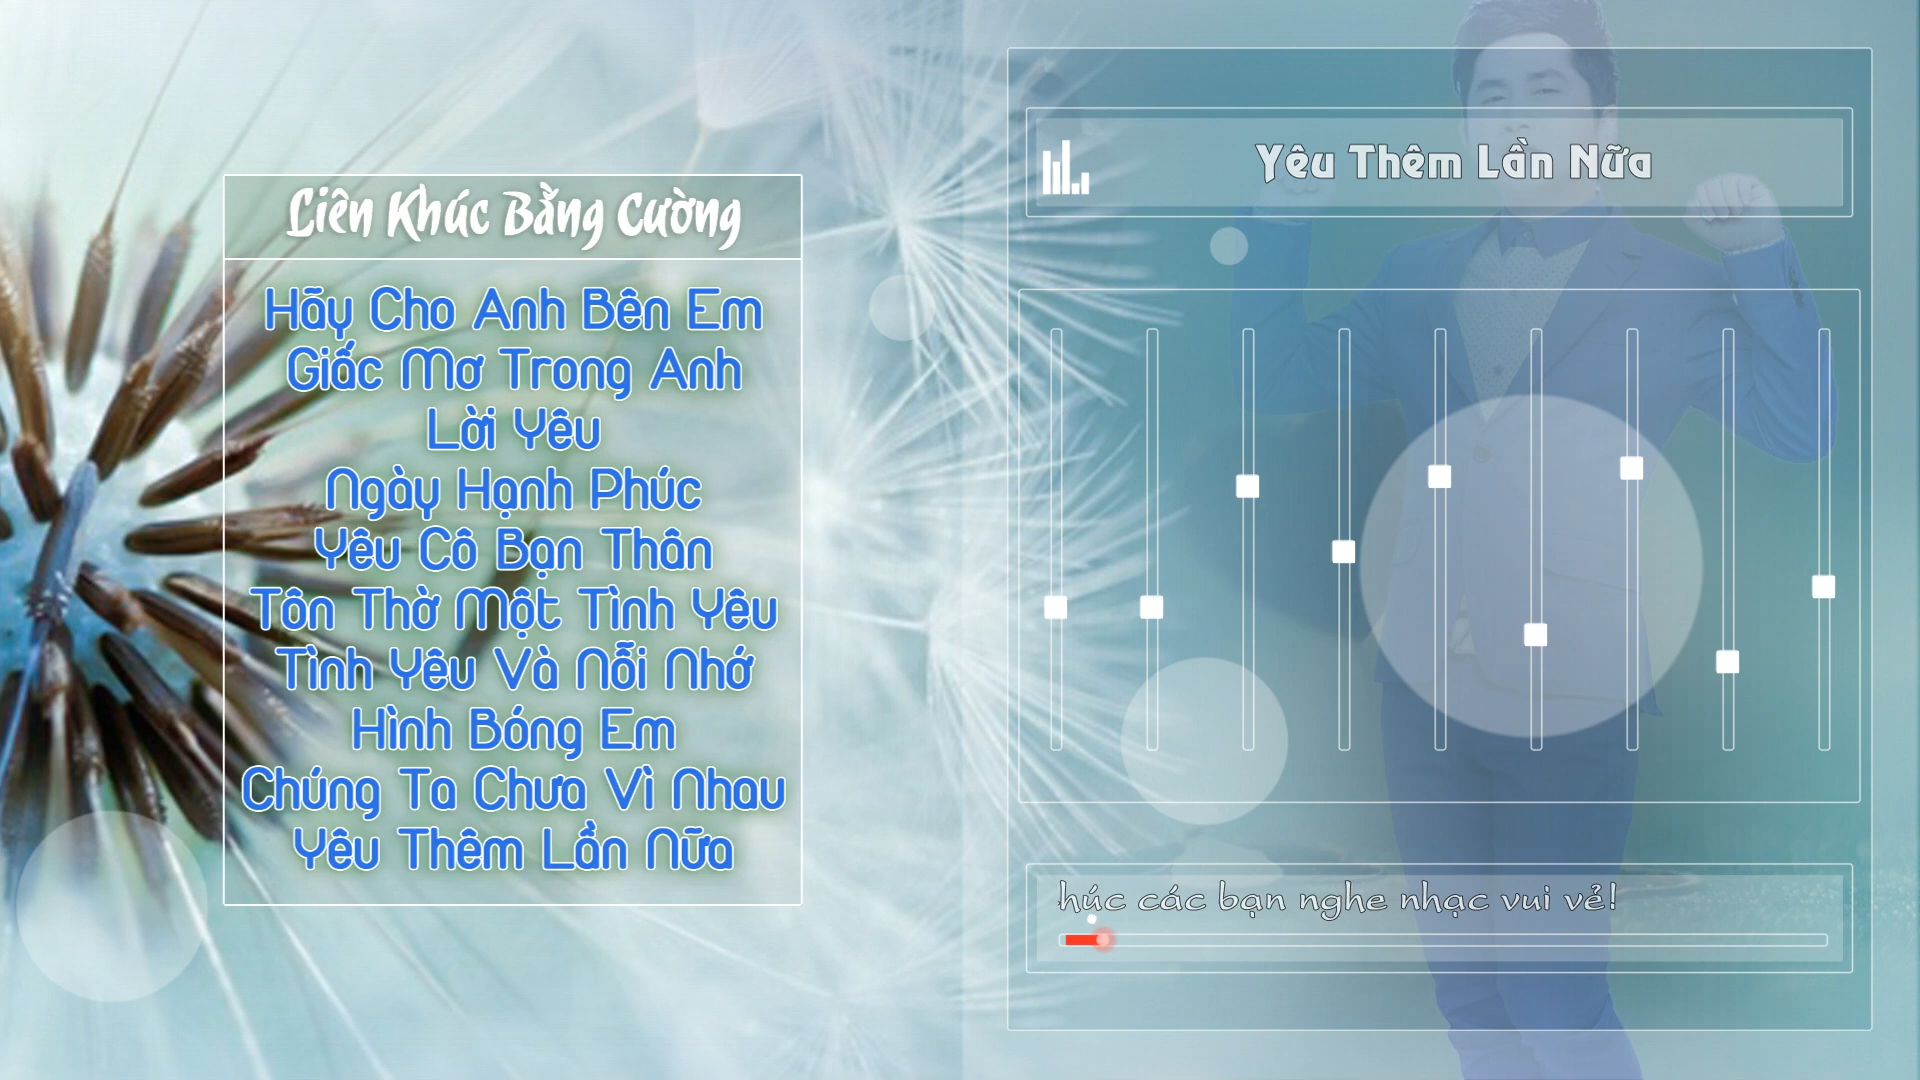 Liên Khúc Bằng Cường
Hãy Cho Anh Bên Em
Giấc Mơ Trong Anh
Lời Yêu
Ngày Hạnh Phúc
Yêu Cô Bạn Thân
Tôn Thờ Một Tình Yêu
Tình Yêu Và Nỗi Nhớ
Hình Bóng Em
Chúng Ta Chưa Vì Nhau
Yêu Thêm Lần Nữa
Yêu Thêm Lần Nữa
húc các bạn nghe nhạc vui vẻ!